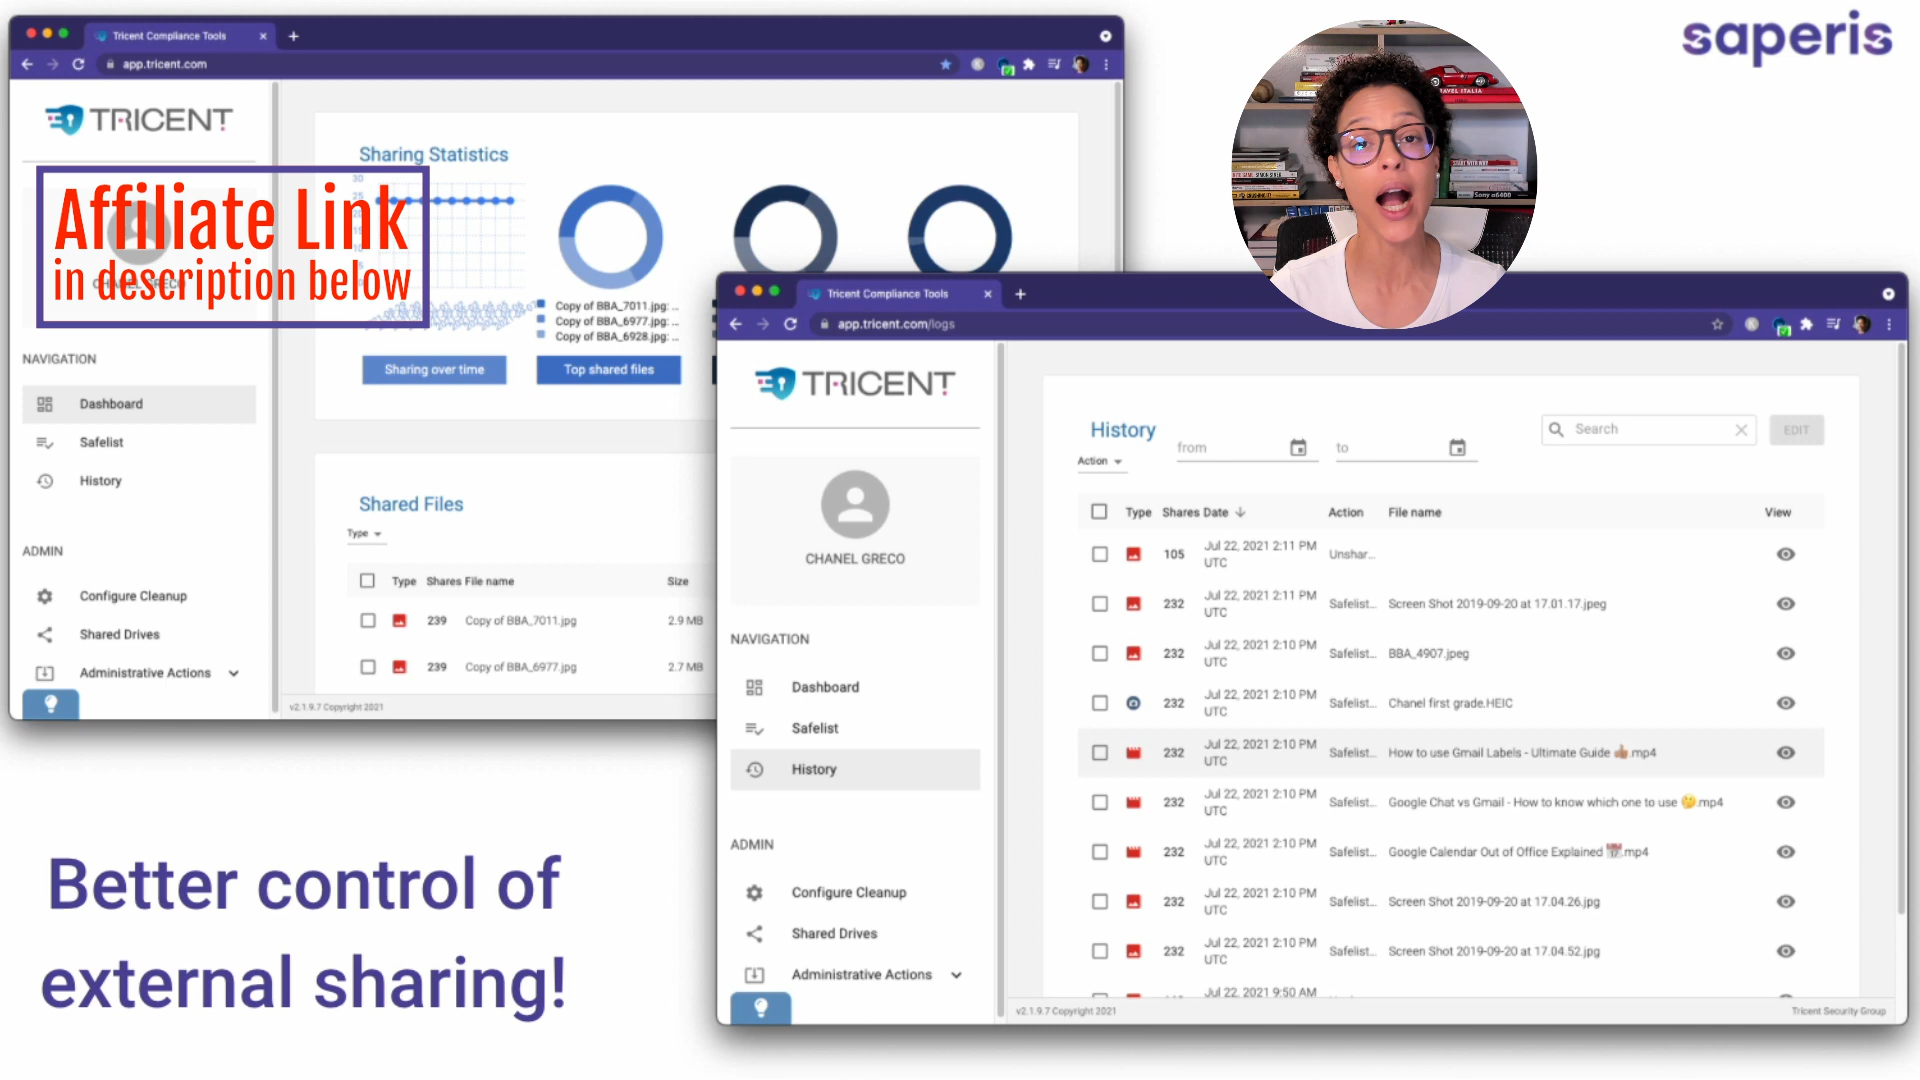 saperis
Tricent Compliance Tools
app.tricent.com
TRICENT
Affiliate Link
in description below
NAVIGATION
Dashboard
Safelist
History
ADMIN
Configure Cleanup
Shared Drives
Administrative Actions
Sharing Statistics
30
Copy of BBA_7011.jpg: ...
Copy of BBA_6977.jpg: ...
Copy of BBA_6928.jpg: ...
Sharing over time
Top shared files
Shared Files
Type
Type Shares File name Size
239 Copy of BBA_7011.jpg 2.9 MB
239 Copy of BBA_6977.jpg 2.7 MB
v2.1.9.7 Copyright 2021
Better control of
external sharing!
TRAVEL ITALIA
START WITH WHY
Sony a6400
Tricent Compliance Tools
app.tricent.com/logs
TRICENT
CHANEL GRECO
NAVIGATION
Dashboard
Safelist
History
ADMIN
Configure Cleanup
Shared Drives
Administrative Actions
History
Action
from
to
Search
EDIT
Type Shares Date Action File name View
105 Jul 22, 2021 2:11 PM UTC Unshar...
232 Jul 22, 2021 2:11 PM UTC Safelist... Screen Shot 2019-09-20 at 17.01.17.jpeg
232 Jul 22, 2021 2:10 PM UTC Safelist... BBA_4907.jpeg
232 Jul 22, 2021 2:10 PM UTC Safelist... Chanel first grade.HEIC
232 Jul 22, 2021 2:10 PM UTC Safelist... How to use Gmail Labels - Ultimate Guide 👍🏽.mp4
232 Jul 22, 2021 2:10 PM UTC Safelist... Google Chat vs Gmail - How to know which one to use 🤔.mp4
232 Jul 22, 2021 2:10 PM UTC Safelist... Google Calendar Out of Office Explained 📅.mp4
232 Jul 22, 2021 2:10 PM UTC Safelist... Screen Shot 2019-09-20 at 17.04.26.jpg
232 Jul 22, 2021 2:10 PM UTC Safelist... Screen Shot 2019-09-20 at 17.04.52.jpg
Jul 22, 2021 9:50 AM
v2.1.9.7 Copyright 2021
Tricent Security Group